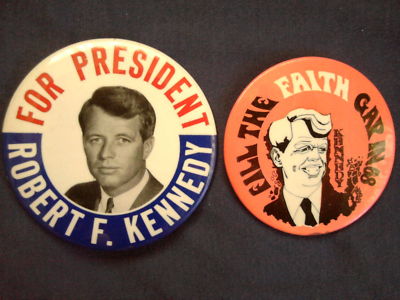 FOR PRESIDENT
ROBERT F. KENNEDY
FILL THE FAITH GAP IN 68
KENNEDY